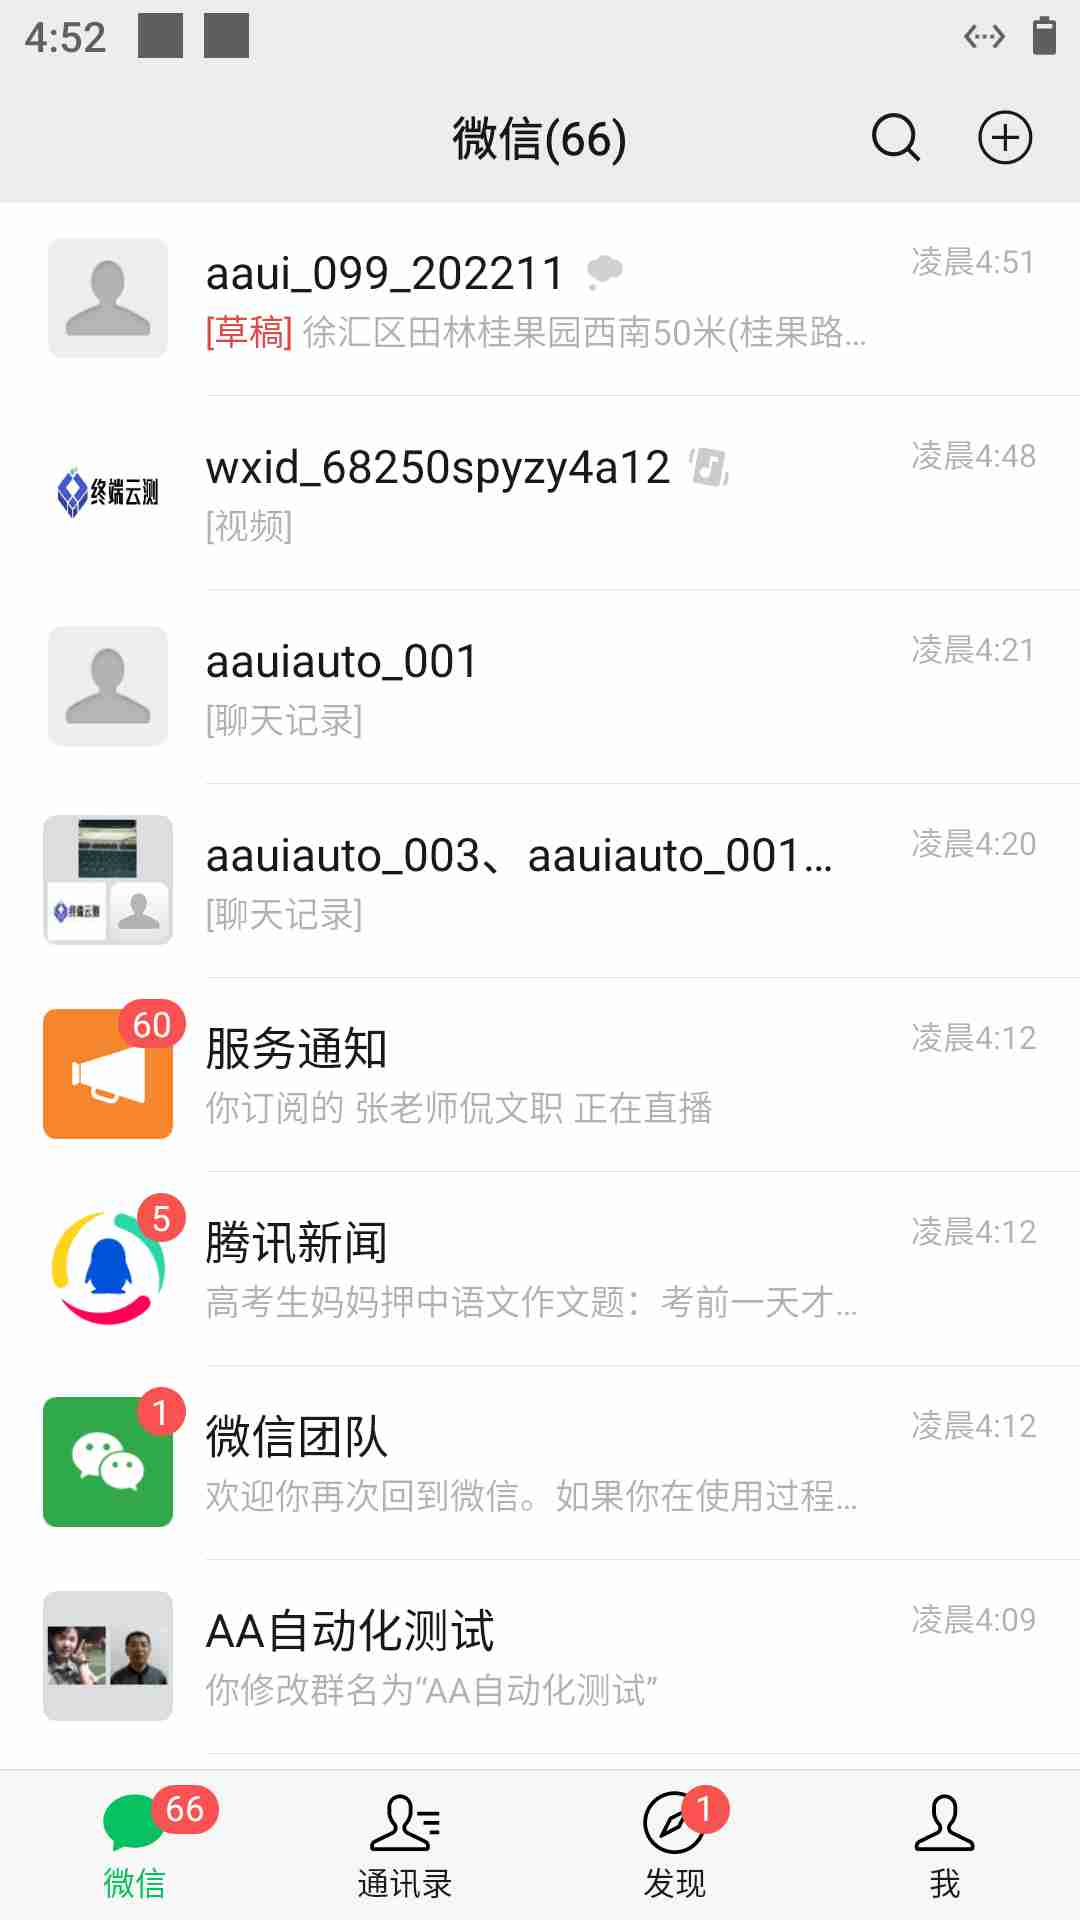 4:52
微信(66)
aaui_099_202211
凌晨4:51
[草稿] 徐汇区田林桂果园西南50米(桂果路...
wxid_68250spyzy4a12
凌晨4:48
终端云测
[视频]
aauiauto_001
凌晨4:21
[聊天记录]
aauiauto_003、aauiauto_001...
凌晨4:20
终端云测
[聊天记录]
60
服务通知
凌晨4:12
你订阅的 张老师侃文职 正在直播
5
腾讯新闻
凌晨4:12
高考生妈妈押中语文作文题：考前一天才...
1
微信团队
凌晨4:12
欢迎你再次回到微信。如果你在使用过程...
AA自动化测试
凌晨4:09
你修改群名为“AA自动化测试”
66
1
微信
通讯录
发现
我